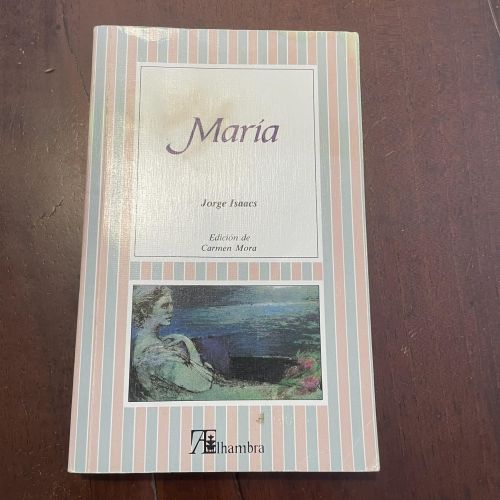 María
Jorge Isaacs
Edición de
Carmen Mora
Alhambra